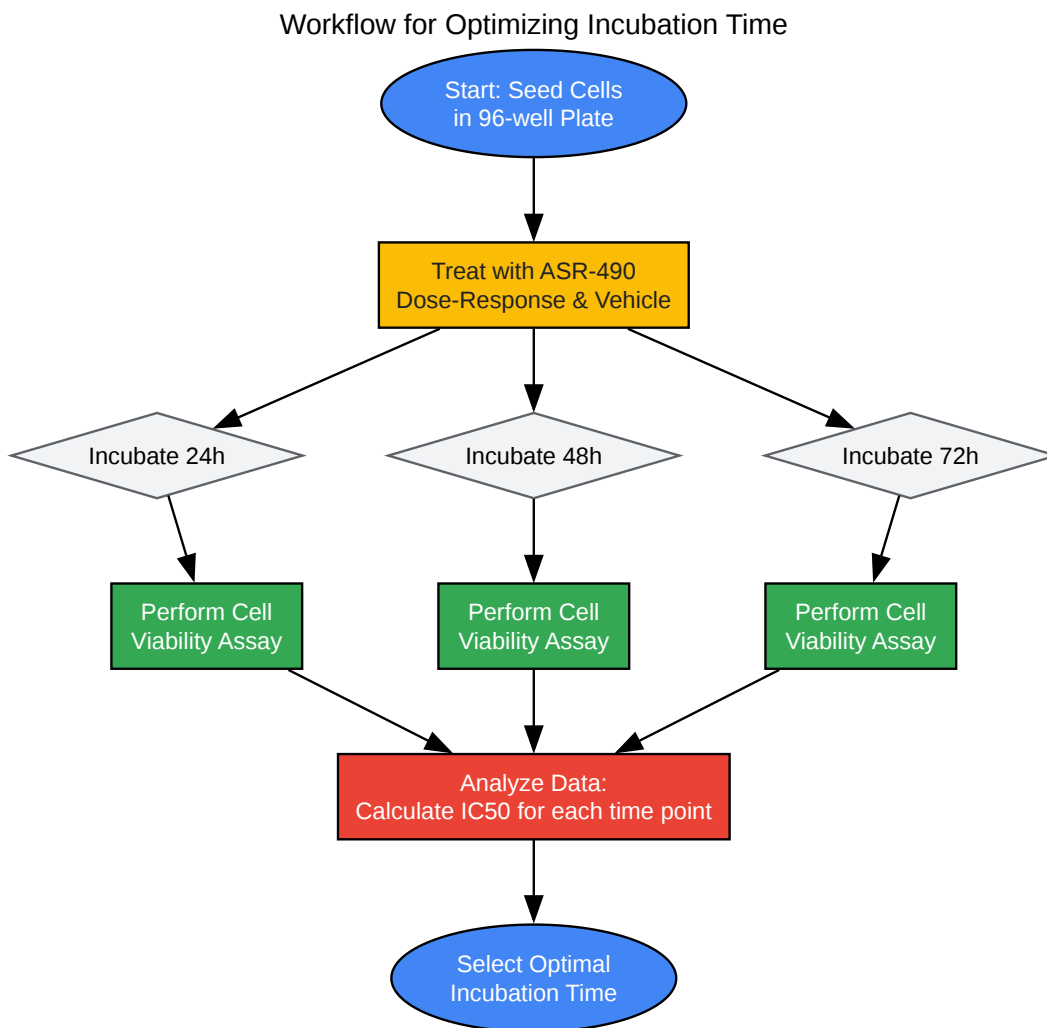 Workflow for Optimizing Incubation Time
Start: Seed Cells
in 96-well Plate
Treat with ASR-490
Dose-Response & Vehicle
Incubate 24h
Incubate 48h
Incubate 72h
Perform Cell
Viability Assay
Perform Cell
Viability Assay
Perform Cell
Viability Assay
Analyze Data:
Calculate IC50 for each time point
Select Optimal
Incubation Time